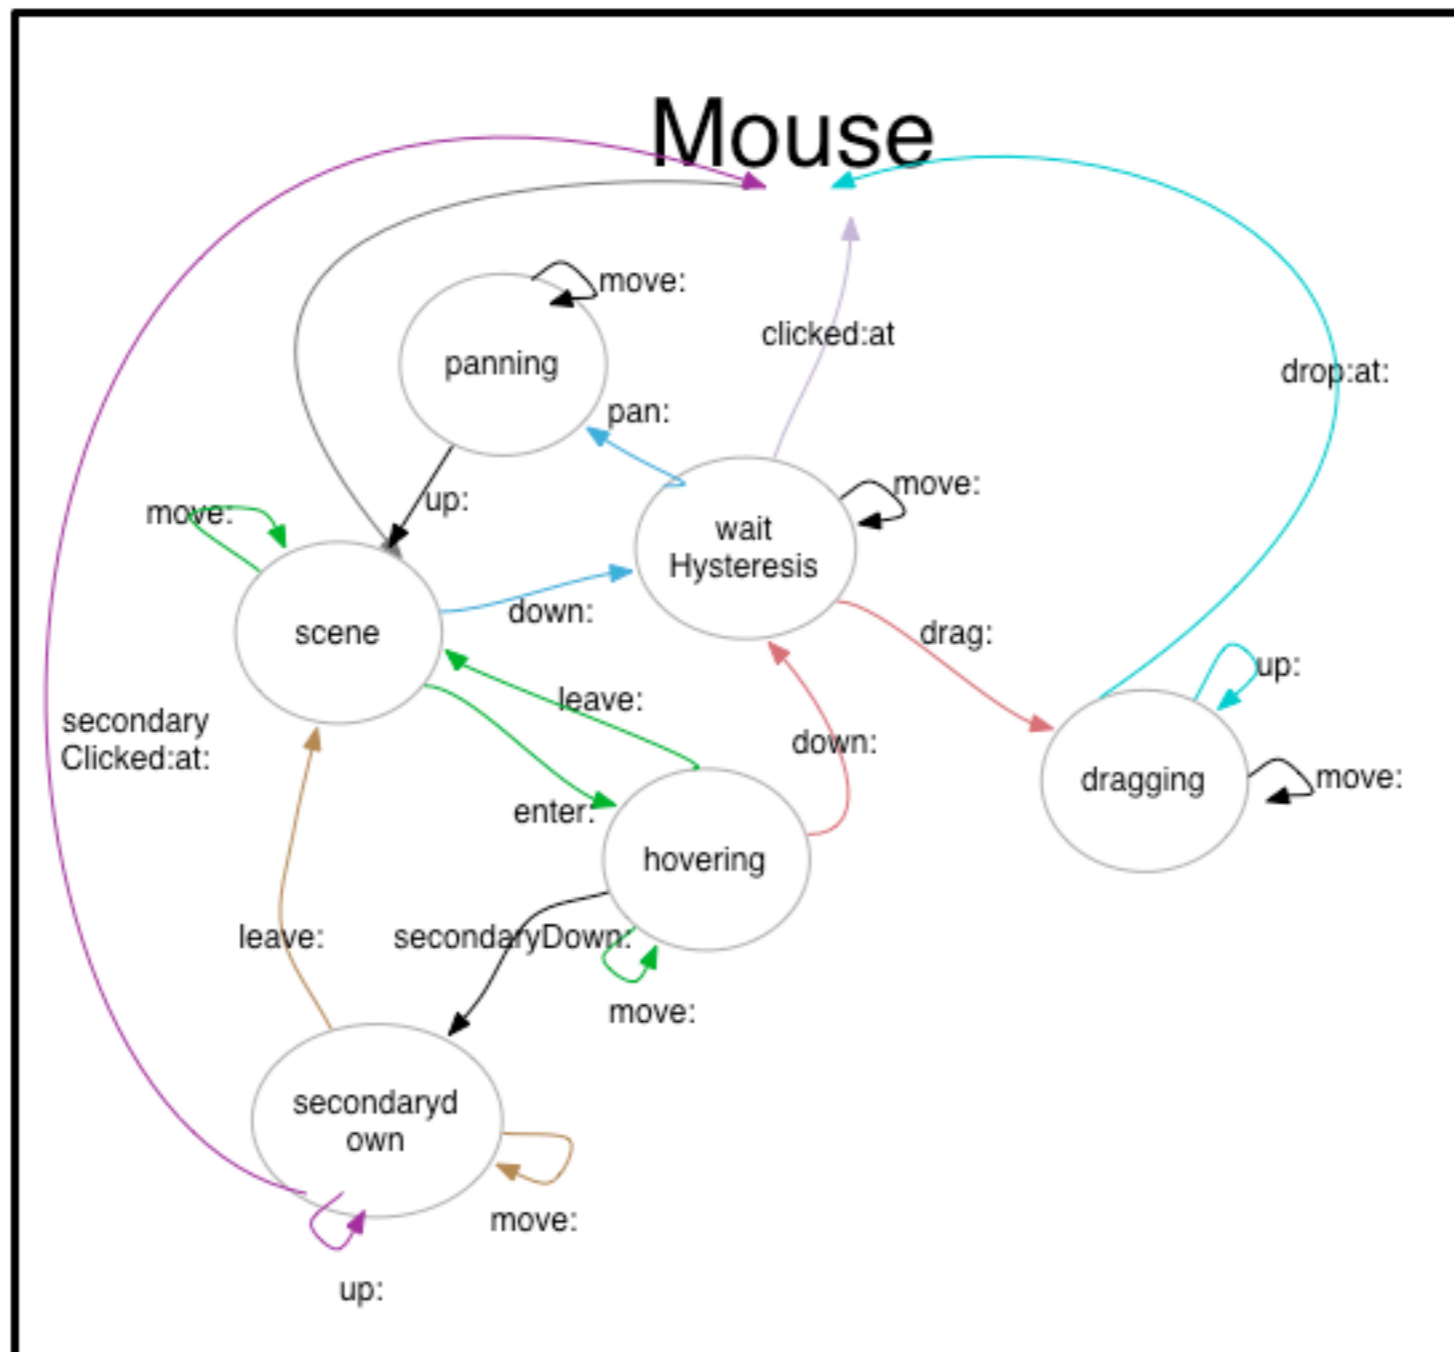 Mouse
move:
panning
clicked:at
drop:at:
pan:
move:
up:
move:
wait
Hysteresis
down:
scene
drag:
up:
leave:
secondary
Clicked:at:
down:
dragging
move:
enter:
hovering
leave:
secondaryDown:
move:
secondaryd
own
move:
up: